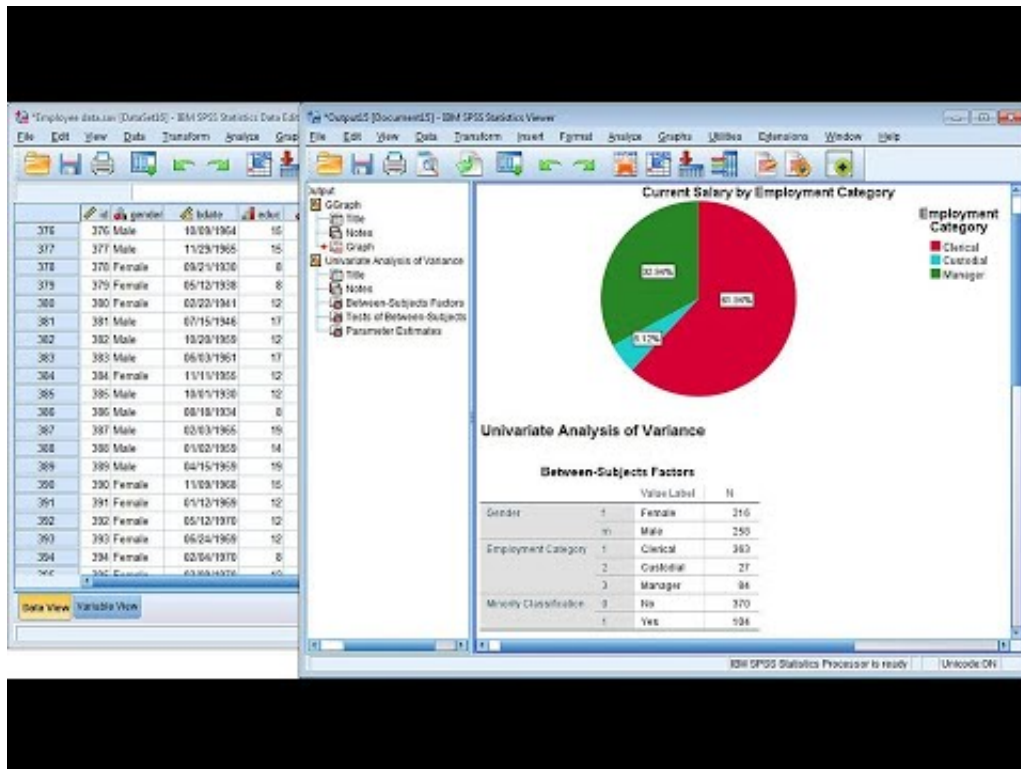 *Employee data.sav [DataSet15] - IBM SPSS Statistics Data Edit
File Edit View Data Transform Analyze Grap
id gender bdate educ
376 376 Male 10/09/1964 15
377 377 Male 11/29/1965 15
378 378 Female 09/21/1930 8
379 379 Female 05/12/1938 8
380 380 Female 02/22/1941 12
381 381 Male 07/15/1946 17
382 382 Male 10/20/1959 12
383 383 Male 06/03/1961 17
384 384 Female 11/11/1955 12
385 385 Male 10/01/1930 12
386 386 Male 08/18/1934 8
387 387 Male 02/03/1965 19
388 388 Male 01/02/1959 14
389 389 Male 04/15/1959 19
390 390 Female 11/09/1968 15
391 391 Female 01/12/1969 12
392 392 Female 05/12/1970 12
393 393 Female 06/24/1969 12
394 394 Female 02/04/1970 8
Data View Variable View
*Output15 [Document15] - IBM SPSS Statistics Viewer
File Edit View Data Transform Insert Format Analyze Graphs Utilities Extensions Window Help
Output
GGraph
Title
Notes
Graph
Univariate Analysis of Variance
Title
Notes
Between-Subjects Factors
Tests of Between-Subjects
Parameter Estimates
Current Salary by Employment Category
Employment
Category
Clerical
Custodial
Manager
Univariate Analysis of Variance
Between-Subjects Factors
Value Label N
Gender f Female 216
m Male 258
Employment Category 1 Clerical 363
2 Custodial 27
3 Manager 84
Minority Classification 0 No 370
1 Yes 104
IBM SPSS Statistics Processor is ready Unicode:ON